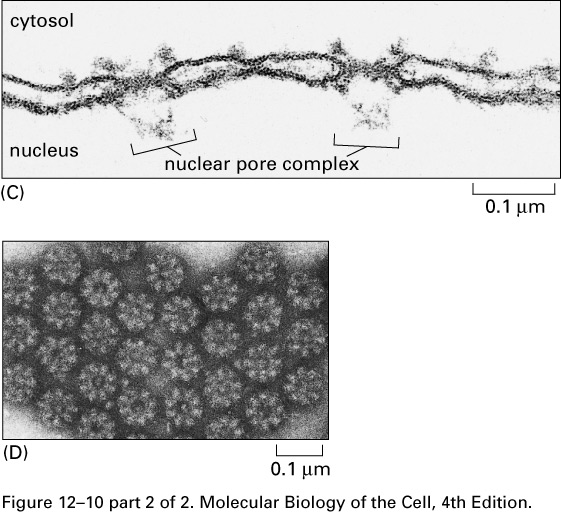 cytosol
nucleus
nuclear pore complex
(C)
0.1 μm
(D)
0.1 μm
Figure 12–10 part 2 of 2. Molecular Biology of the Cell, 4th Edition.